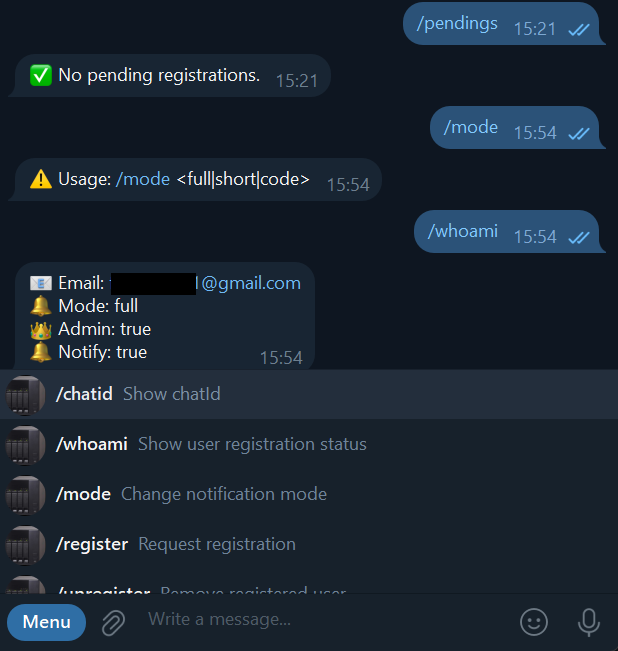 /pendings 15:21
✅ No pending registrations. 15:21
/mode 15:54
⚠️ Usage: /mode <full|short|code> 15:54
/whoami 15:54
📧 Email: 1@gmail.com
🔔 Mode: full
👑 Admin: true
🔔 Notify: true 15:54
/chatid Show chatId
/whoami Show user registration status
/mode Change notification mode
/register Request registration
/unregister Remove registered user
Menu Write a message...